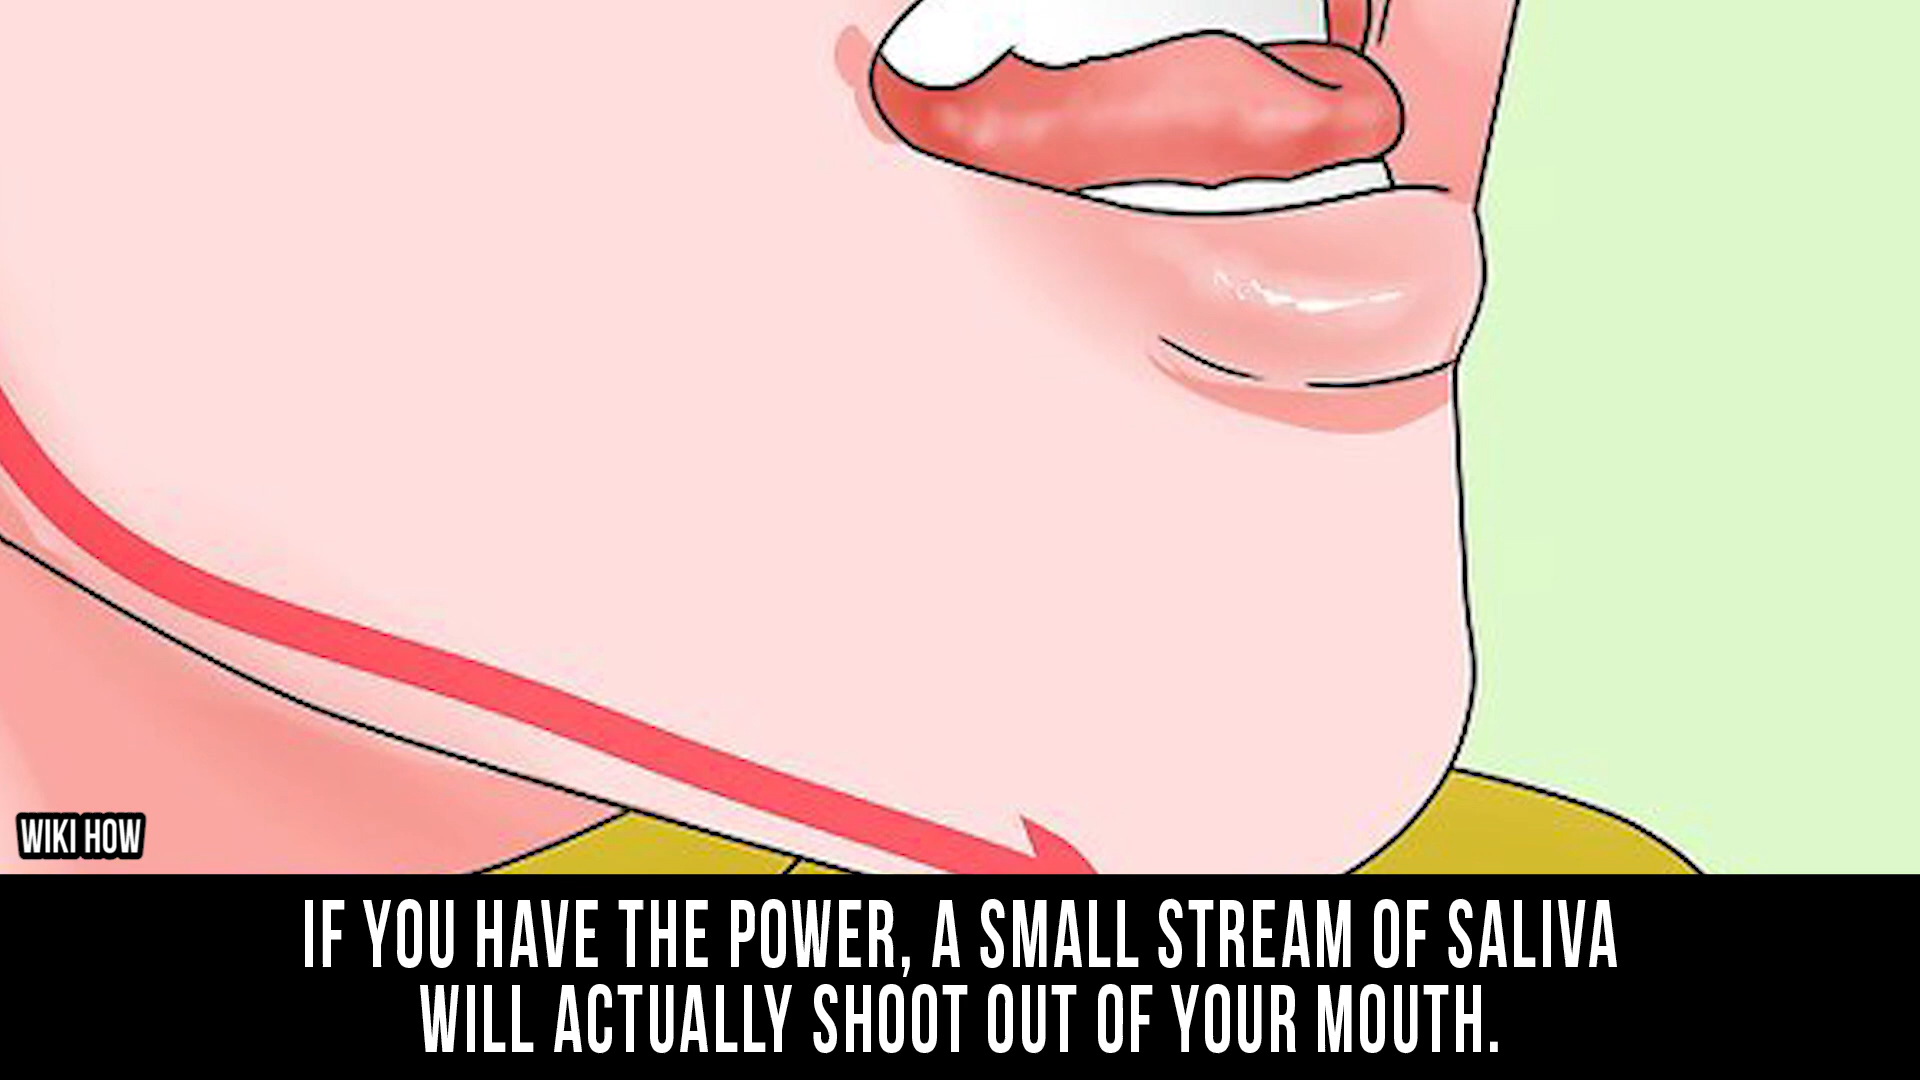 WIKI HOW
IF YOU HAVE THE POWER, A SMALL STREAM OF SALIVA
WILL ACTUALLY SHOOT OUT OF YOUR MOUTH.